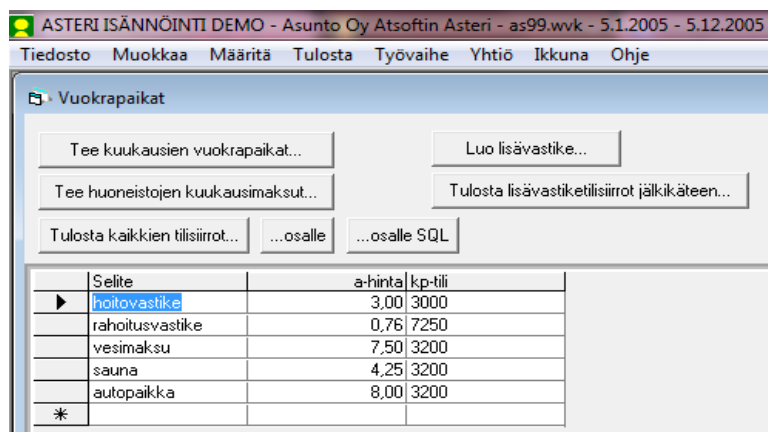 ASTERI ISÄNNÖINTI DEMO - Asunto Oy Atsoftin Asteri - as99.wvk - 5.1.2005 - 5.12.2005
Tiedosto Muokkaa Määritä Tulosta Työvaihe Yhtiö Ikkuna Ohje
Vuokrapaikat
Tee kuukausien vuokrapaikat... Luo lisävastike...
Tee huoneistojen kuukausimaksut... Tulosta lisävastiketilisiirrot jälkikäteen...
Tulosta kaikkien tilisiirrot... ...osalle ...osalle SQL
Selite a-hinta kp-tili
hoitovastike 3,00 3000
rahoitusvastike 0,76 7250
vesimaksu 7,50 3200
sauna 4,25 3200
autopaikka 8,00 3200